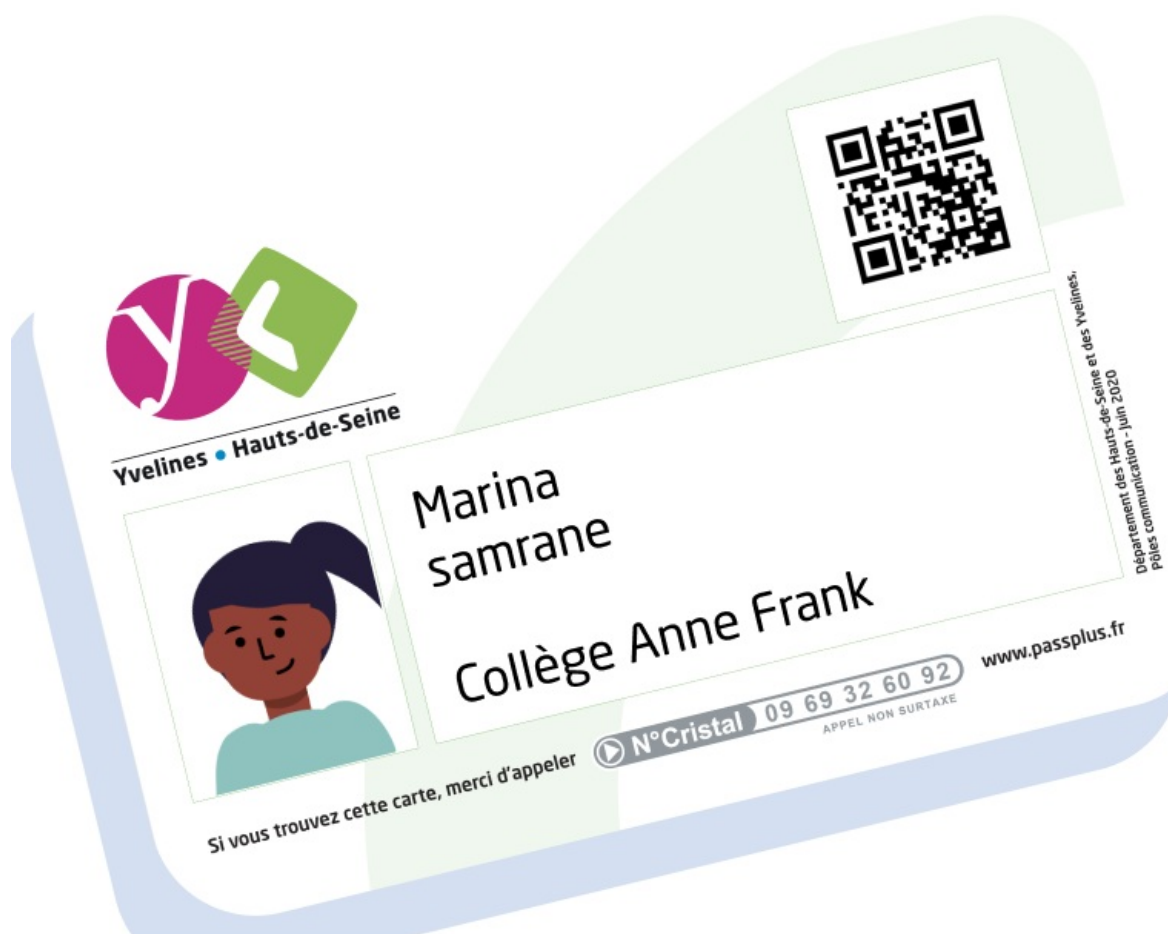 Yvelines • Hauts-de-Seine
Marina
samrane
Collège Anne Frank
Département des Hauts-de-Seine et des Yvelines,
Pôles communication - Juin 2020
Si vous trouvez cette carte, merci d'appeler
N°Cristal 09 69 32 60 92
APPEL NON SURTAXE
www.passplus.fr